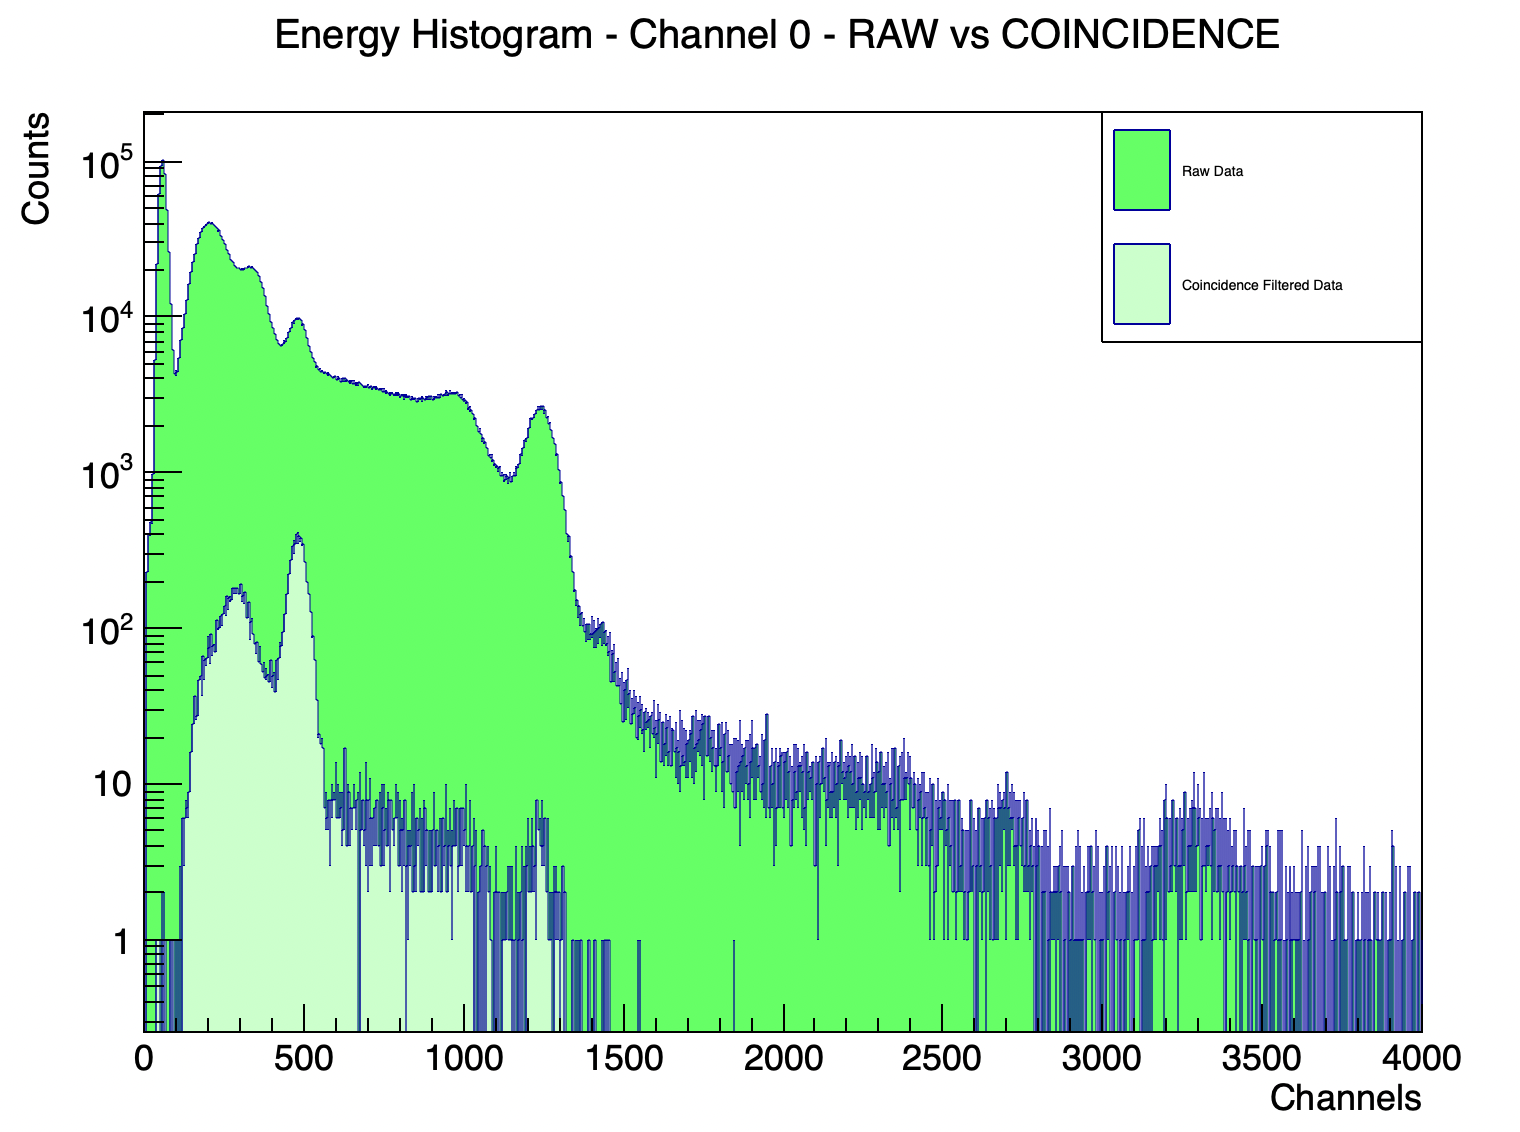 Energy Histogram - Channel 0 - RAW vs COINCIDENCE
Counts
Raw Data
Coincidence Filtered Data
10^5
10^4
10^3
10^2
10
1
0 500 1000 1500 2000 2500 3000 3500 4000
Channels